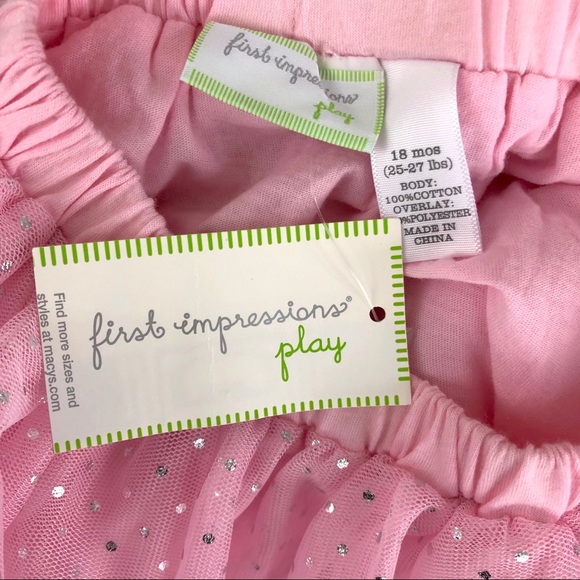 first impressions
play
18 mos
(25-27 lbs)
BODY:
100%COTTON
OVERLAY:
%POLYESTER
MADE IN
CHINA
Find more sizes and
styles at macys.com
first impressions®
play